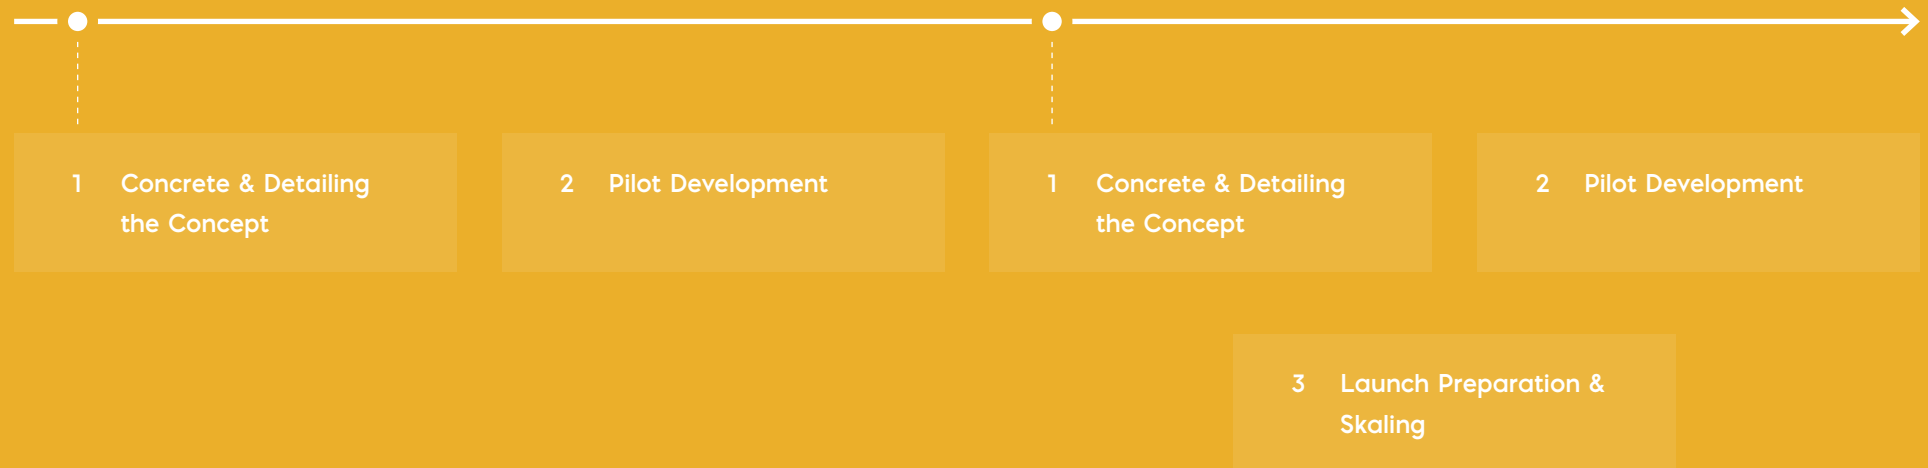 1 Concrete & Detailing
the Concept
2 Pilot Development
1 Concrete & Detailing
the Concept
2 Pilot Development
3 Launch Preparation &
Skaling